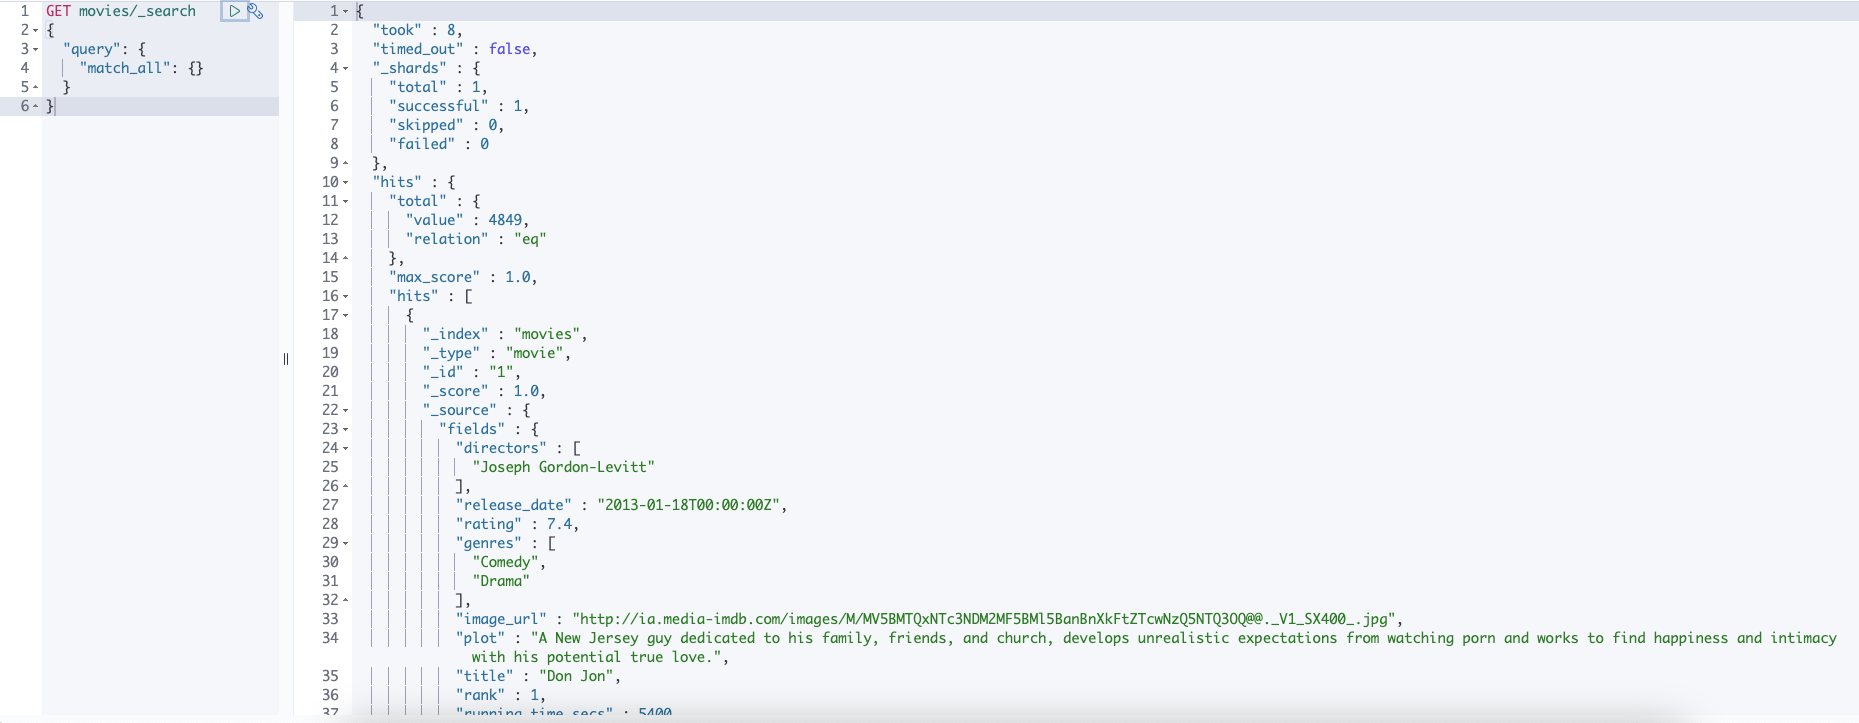 1 GET movies/_search
2 {
3 "query": {
4 "match_all": {}
5 }
6 }
1 {
2 "took" : 8,
3 "timed_out" : false,
4 "_shards" : {
5 "total" : 1,
6 "successful" : 1,
7 "skipped" : 0,
8 "failed" : 0
9 },
10 "hits" : {
11 "total" : {
12 "value" : 4849,
13 "relation" : "eq"
14 },
15 "max_score" : 1.0,
16 "hits" : [
17 {
18 "_index" : "movies",
19 "_type" : "movie",
20 "_id" : "1",
21 "_score" : 1.0,
22 "_source" : {
23 "fields" : {
24 "directors" : [
25 "Joseph Gordon-Levitt"
26 ],
27 "release_date" : "2013-01-18T00:00:00Z",
28 "rating" : 7.4,
29 "genres" : [
30 "Comedy",
31 "Drama"
32 ],
33 "image_url" : "http://ia.media-imdb.com/images/M/MV5BMTQxNTc3NDM2MF5BMl5BanBnXkFtZTcwNzQ5NTQ3OQ@@._V1_SX400_.jpg",
34 "plot" : "A New Jersey guy dedicated to his family, friends, and church, develops unrealistic expectations from watching porn and works to find happiness and intimacy
with his potential true love.",
35 "title" : "Don Jon",
36 "rank" : 1,
37 "running_time_secs" : 5400